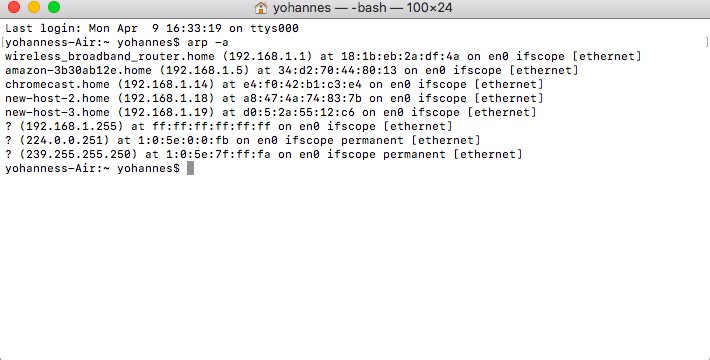 yohannes — -bash — 100×24
Last login: Mon Apr  9 16:33:19 on ttys000
[yohanness-Air:~ yohannes$ arp -a ]
wireless_broadband_router.home (192.168.1.1) at 18:1b:eb:2a:df:4a on en0 ifscope [ethernet]
amazon-3b30ab12e.home (192.168.1.5) at 34:d2:70:44:80:13 on en0 ifscope [ethernet]
chromecast.home (192.168.1.14) at e4:f0:42:b1:c3:e4 on en0 ifscope [ethernet]
new-host-2.home (192.168.1.18) at a8:47:4a:74:83:7b on en0 ifscope [ethernet]
new-host-3.home (192.168.1.19) at d0:5:2a:55:12:c6 on en0 ifscope [ethernet]
? (192.168.1.255) at ff:ff:ff:ff:ff:ff on en0 ifscope [ethernet]
? (224.0.0.251) at 1:0:5e:0:0:fb on en0 ifscope permanent [ethernet]
? (239.255.255.250) at 1:0:5e:7f:ff:fa on en0 ifscope permanent [ethernet]
yohanness-Air:~ yohannes$